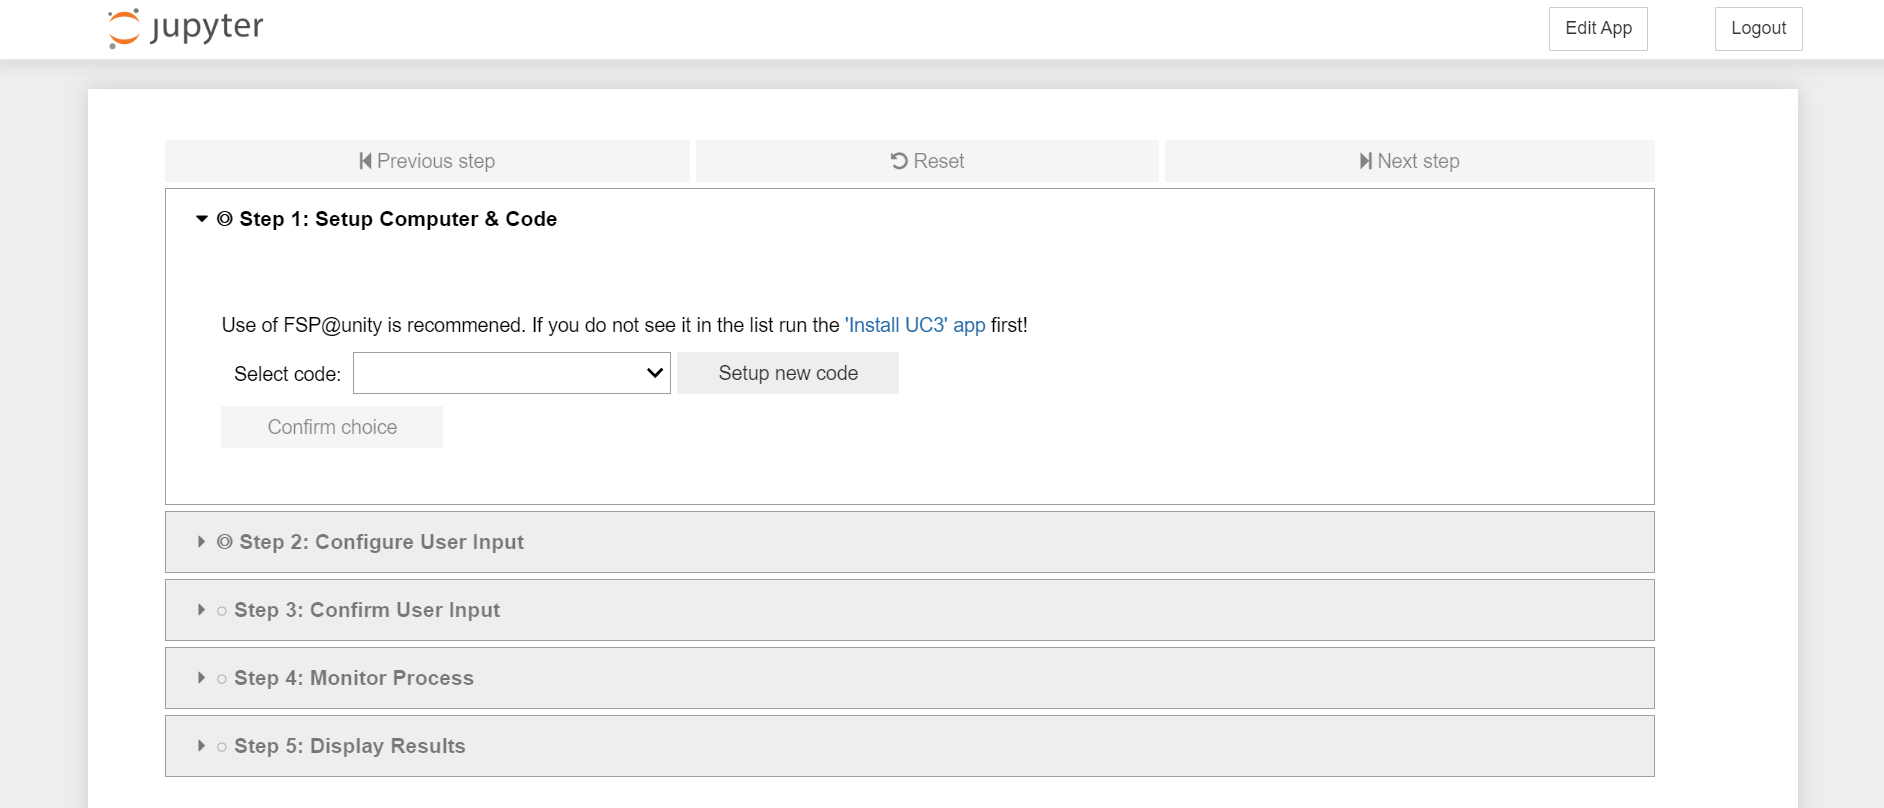 jupyter
Edit App
Logout
Previous step
Reset
Next step
Step 1: Setup Computer & Code
Use of FSP@unity is recommened. If you do not see it in the list run the 'Install UC3' app first!
Select code:
Setup new code
Confirm choice
Step 2: Configure User Input
Step 3: Confirm User Input
Step 4: Monitor Process
Step 5: Display Results